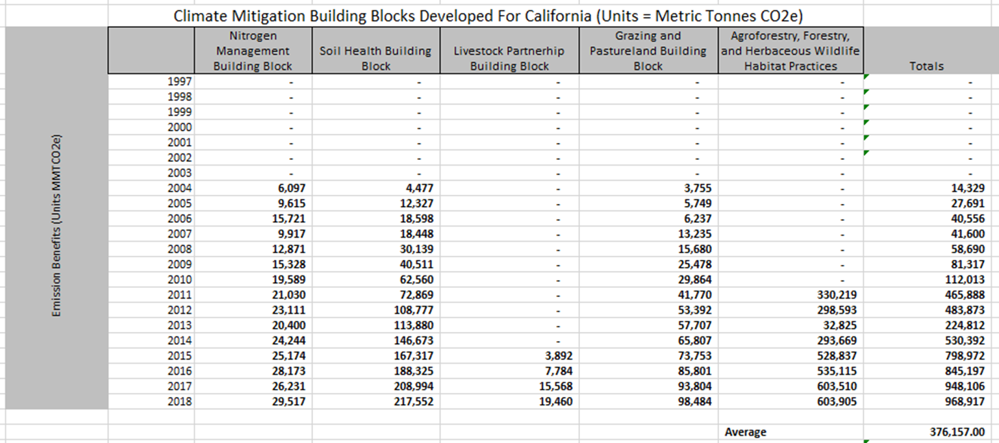 Climate Mitigation Building Blocks Developed For California (Units = Metric Tonnes CO2e)
Nitrogen Management Building Block Soil Health Building Block Livestock Partnerhip Building Block Grazing and Pastureland Building Block Agroforestry, Forestry, and Herbaceous Wildlife Habitat Practices Totals
Emission Benefits (Units MMTCO2e)
1997 - - - - - -
1998 - - - - - -
1999 - - - - - -
2000 - - - - - -
2001 - - - - - -
2002 - - - - - -
2003 - - - - - -
2004 6,097 4,477 - 3,755 - 14,329
2005 9,615 12,327 - 5,749 - 27,691
2006 15,721 18,598 - 6,237 - 40,556
2007 9,917 18,448 - 13,235 - 41,600
2008 12,871 30,139 - 15,680 - 58,690
2009 15,328 40,511 - 25,478 - 81,317
2010 19,589 62,560 - 29,864 - 112,013
2011 21,030 72,869 - 41,770 330,219 465,888
2012 23,111 108,777 - 53,392 298,593 483,873
2013 20,400 113,880 - 57,707 32,825 224,812
2014 24,244 146,673 - 65,807 293,669 530,392
2015 25,174 167,317 3,892 73,753 528,837 798,972
2016 28,173 188,325 7,784 85,801 535,115 845,197
2017 26,231 208,994 15,568 93,804 603,510 948,106
2018 29,517 217,552 19,460 98,484 603,905 968,917
Average 376,157.00